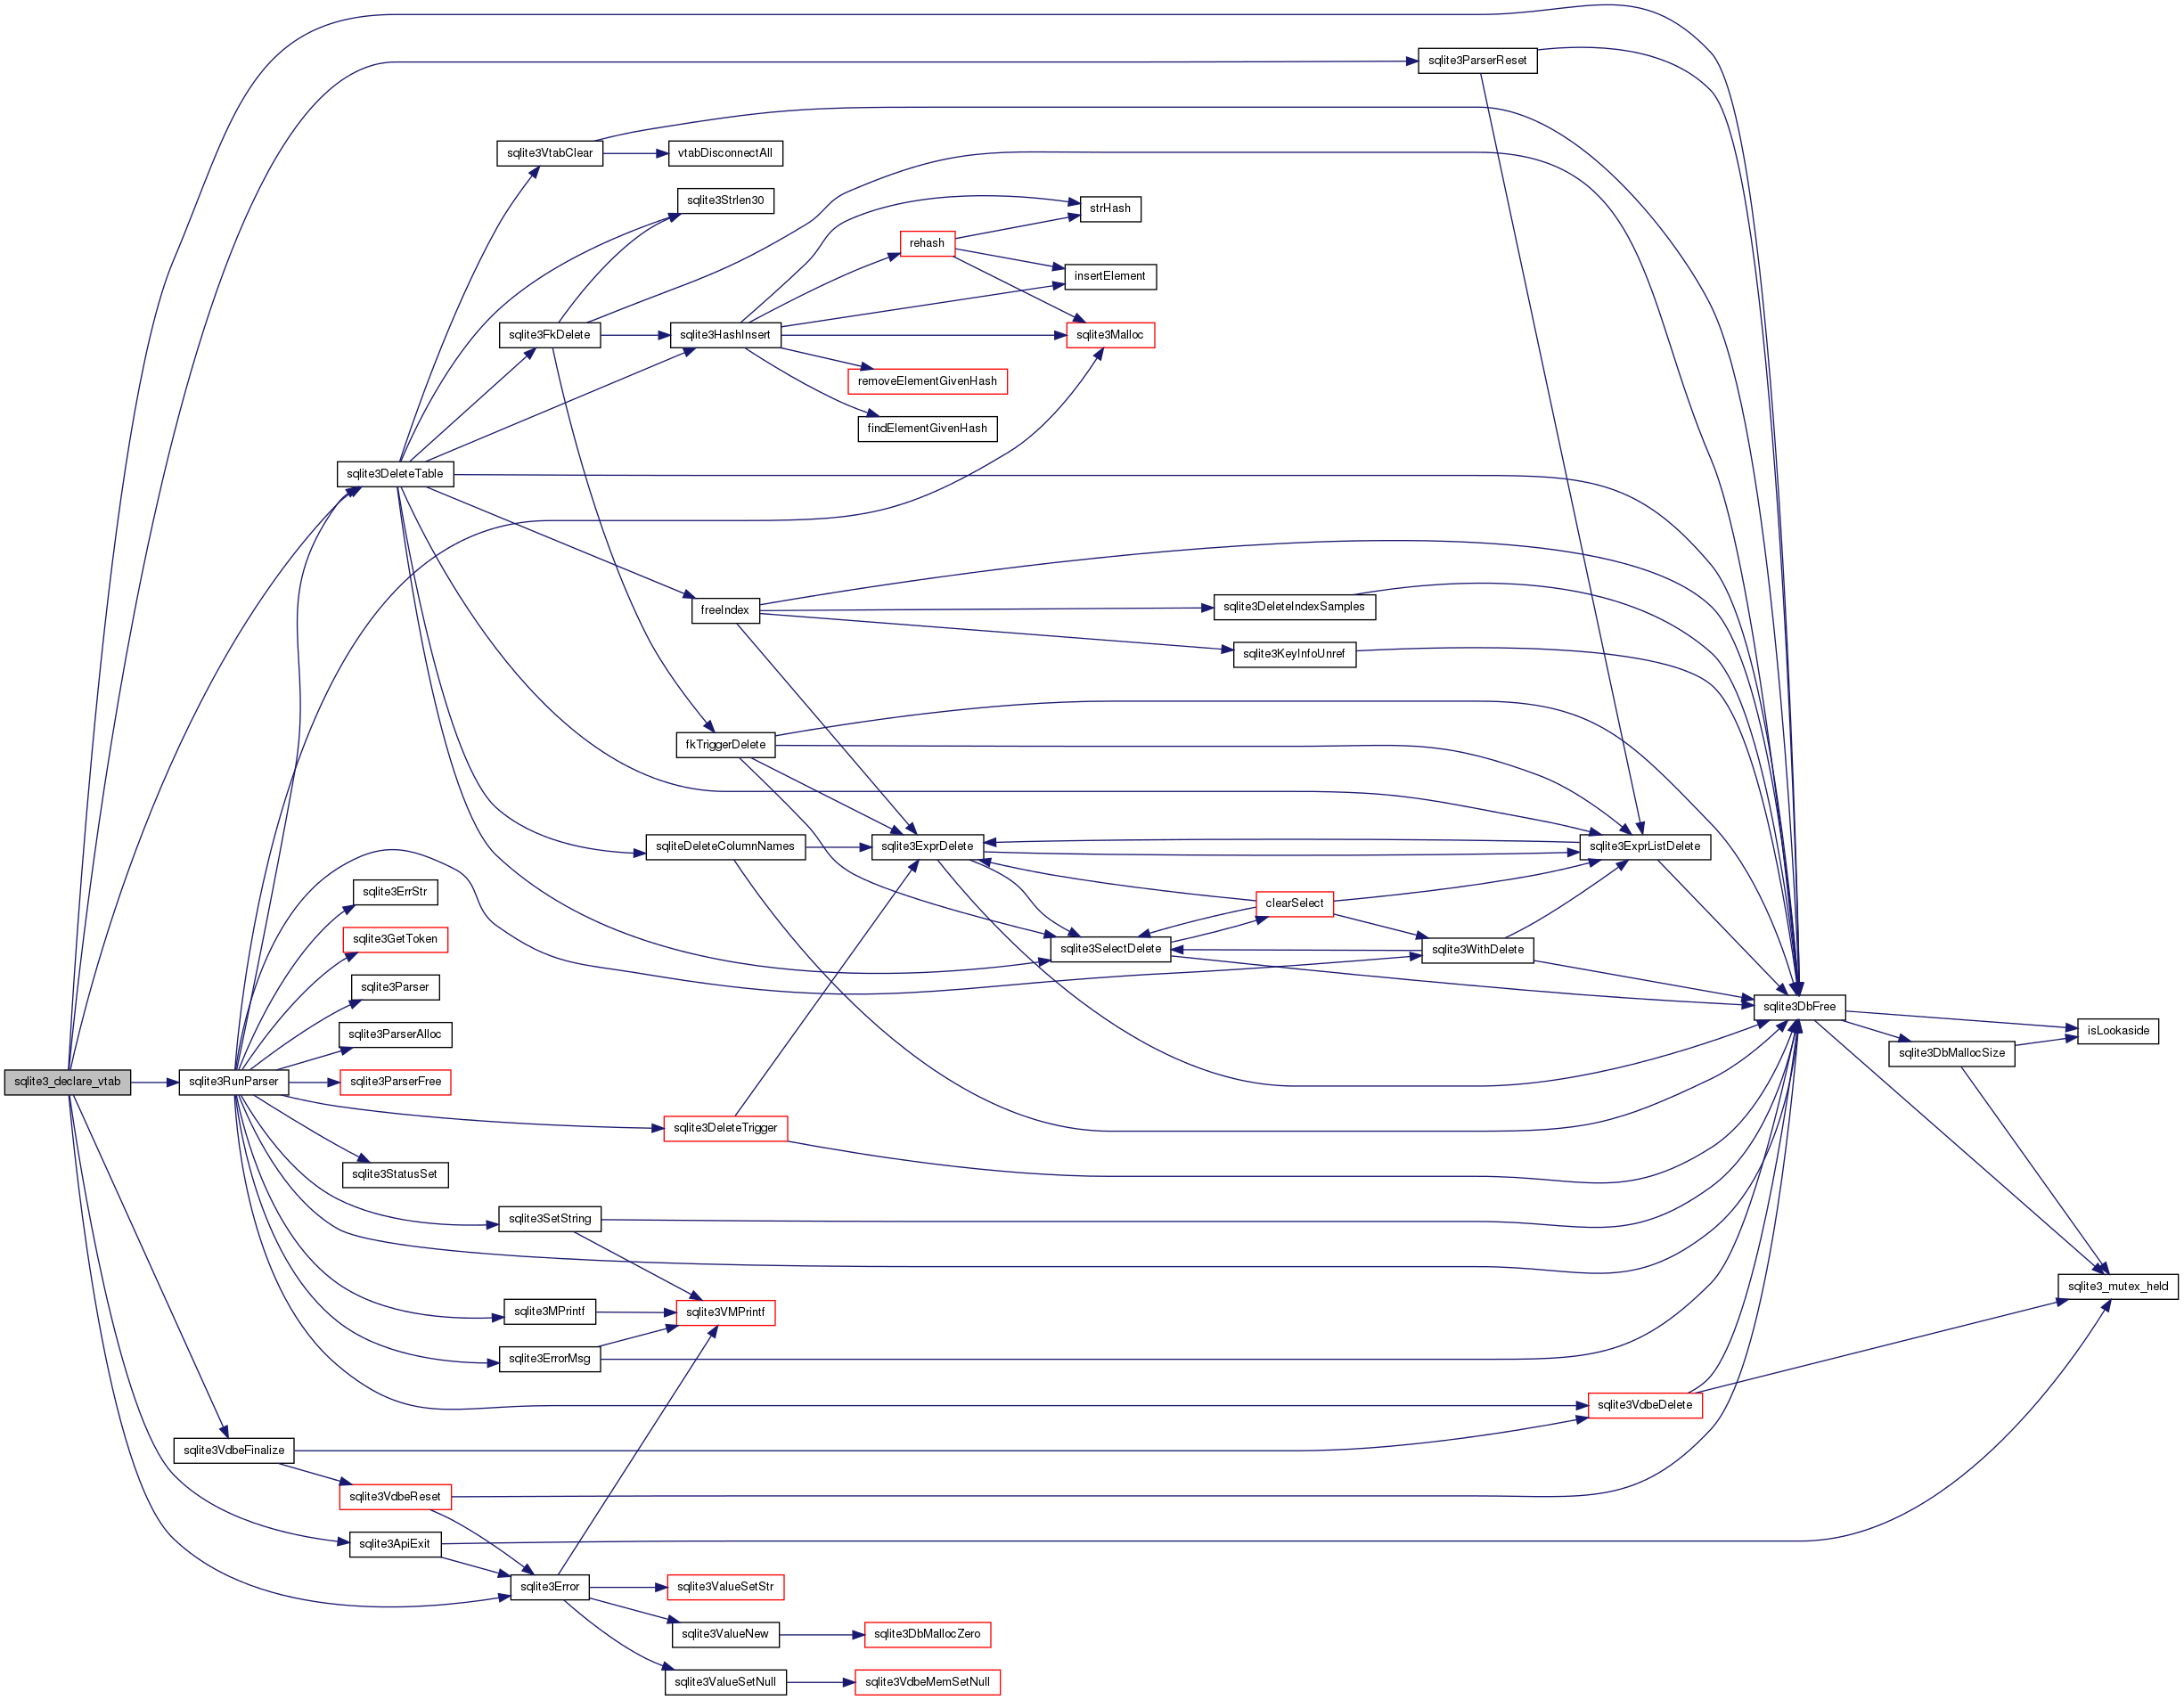 sqlite3ParserReset
sqlite3VtabClear
vtabDisconnectAll
sqlite3Strlen30
strHash
rehash
insertElement
sqlite3FkDelete
sqlite3HashInsert
sqlite3Malloc
removeElementGivenHash
findElementGivenHash
sqlite3DeleteTable
freeIndex
sqlite3DeleteIndexSamples
sqlite3KeyInfoUnref
fkTriggerDelete
sqliteDeleteColumnNames
sqlite3ExprDelete
sqlite3ExprListDelete
sqlite3ErrStr
clearSelect
sqlite3GetToken
sqlite3SelectDelete
sqlite3WithDelete
sqlite3Parser
sqlite3DbFree
sqlite3ParserAlloc
isLookaside
sqlite3DbMallocSize
sqlite3_declare_vtab
sqlite3RunParser
sqlite3ParserFree
sqlite3DeleteTrigger
sqlite3StatusSet
sqlite3SetString
sqlite3_mutex_held
sqlite3MPrintf
sqlite3VMPrintf
sqlite3ErrorMsg
sqlite3VdbeDelete
sqlite3VdbeFinalize
sqlite3VdbeReset
sqlite3ApiExit
sqlite3Error
sqlite3ValueSetStr
sqlite3ValueNew
sqlite3DbMallocZero
sqlite3ValueSetNull
sqlite3VdbeMemSetNull